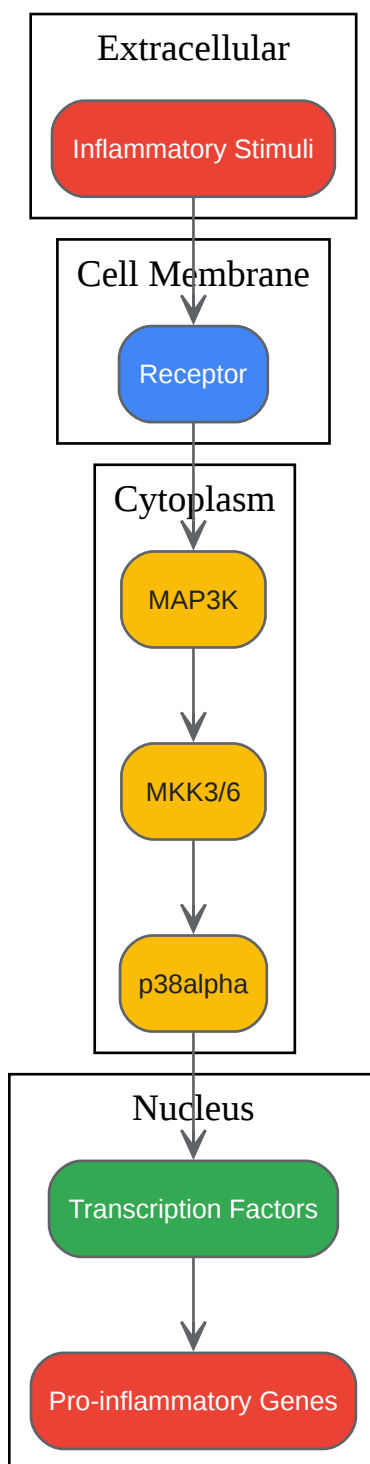 Extracellular
Inflammatory Stimuli
Cell Membrane
Receptor
Cytoplasm
MAP3K
MKK3/6
p38alpha
Nucleus
Transcription Factors
Pro-inflammatory Genes